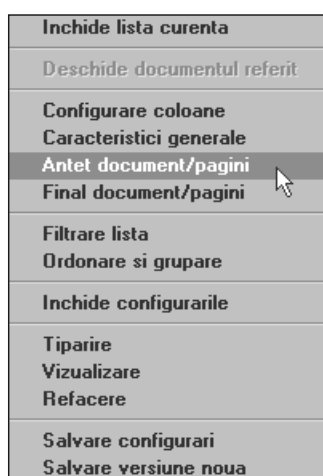 Inchide lista curenta
Deschide documentul referit
Configurare coloane
Caracteristici generale
Antet document/pagini
Final document/pagini
Filtrare lista
Ordonare si grupare
Inchide configurarile
Tiparire
Vizualizare
Refacere
Salvare configurari
Salvare versiune noua